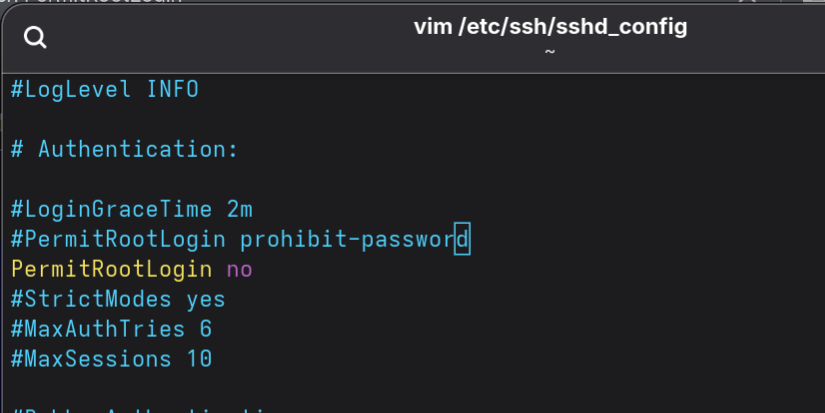 vim /etc/ssh/sshd_config
~
#LogLevel INFO
# Authentication:
#LoginGraceTime 2m
#PermitRootLogin prohibit-password
PermitRootLogin no
#StrictModes yes
#MaxAuthTries 6
#MaxSessions 10